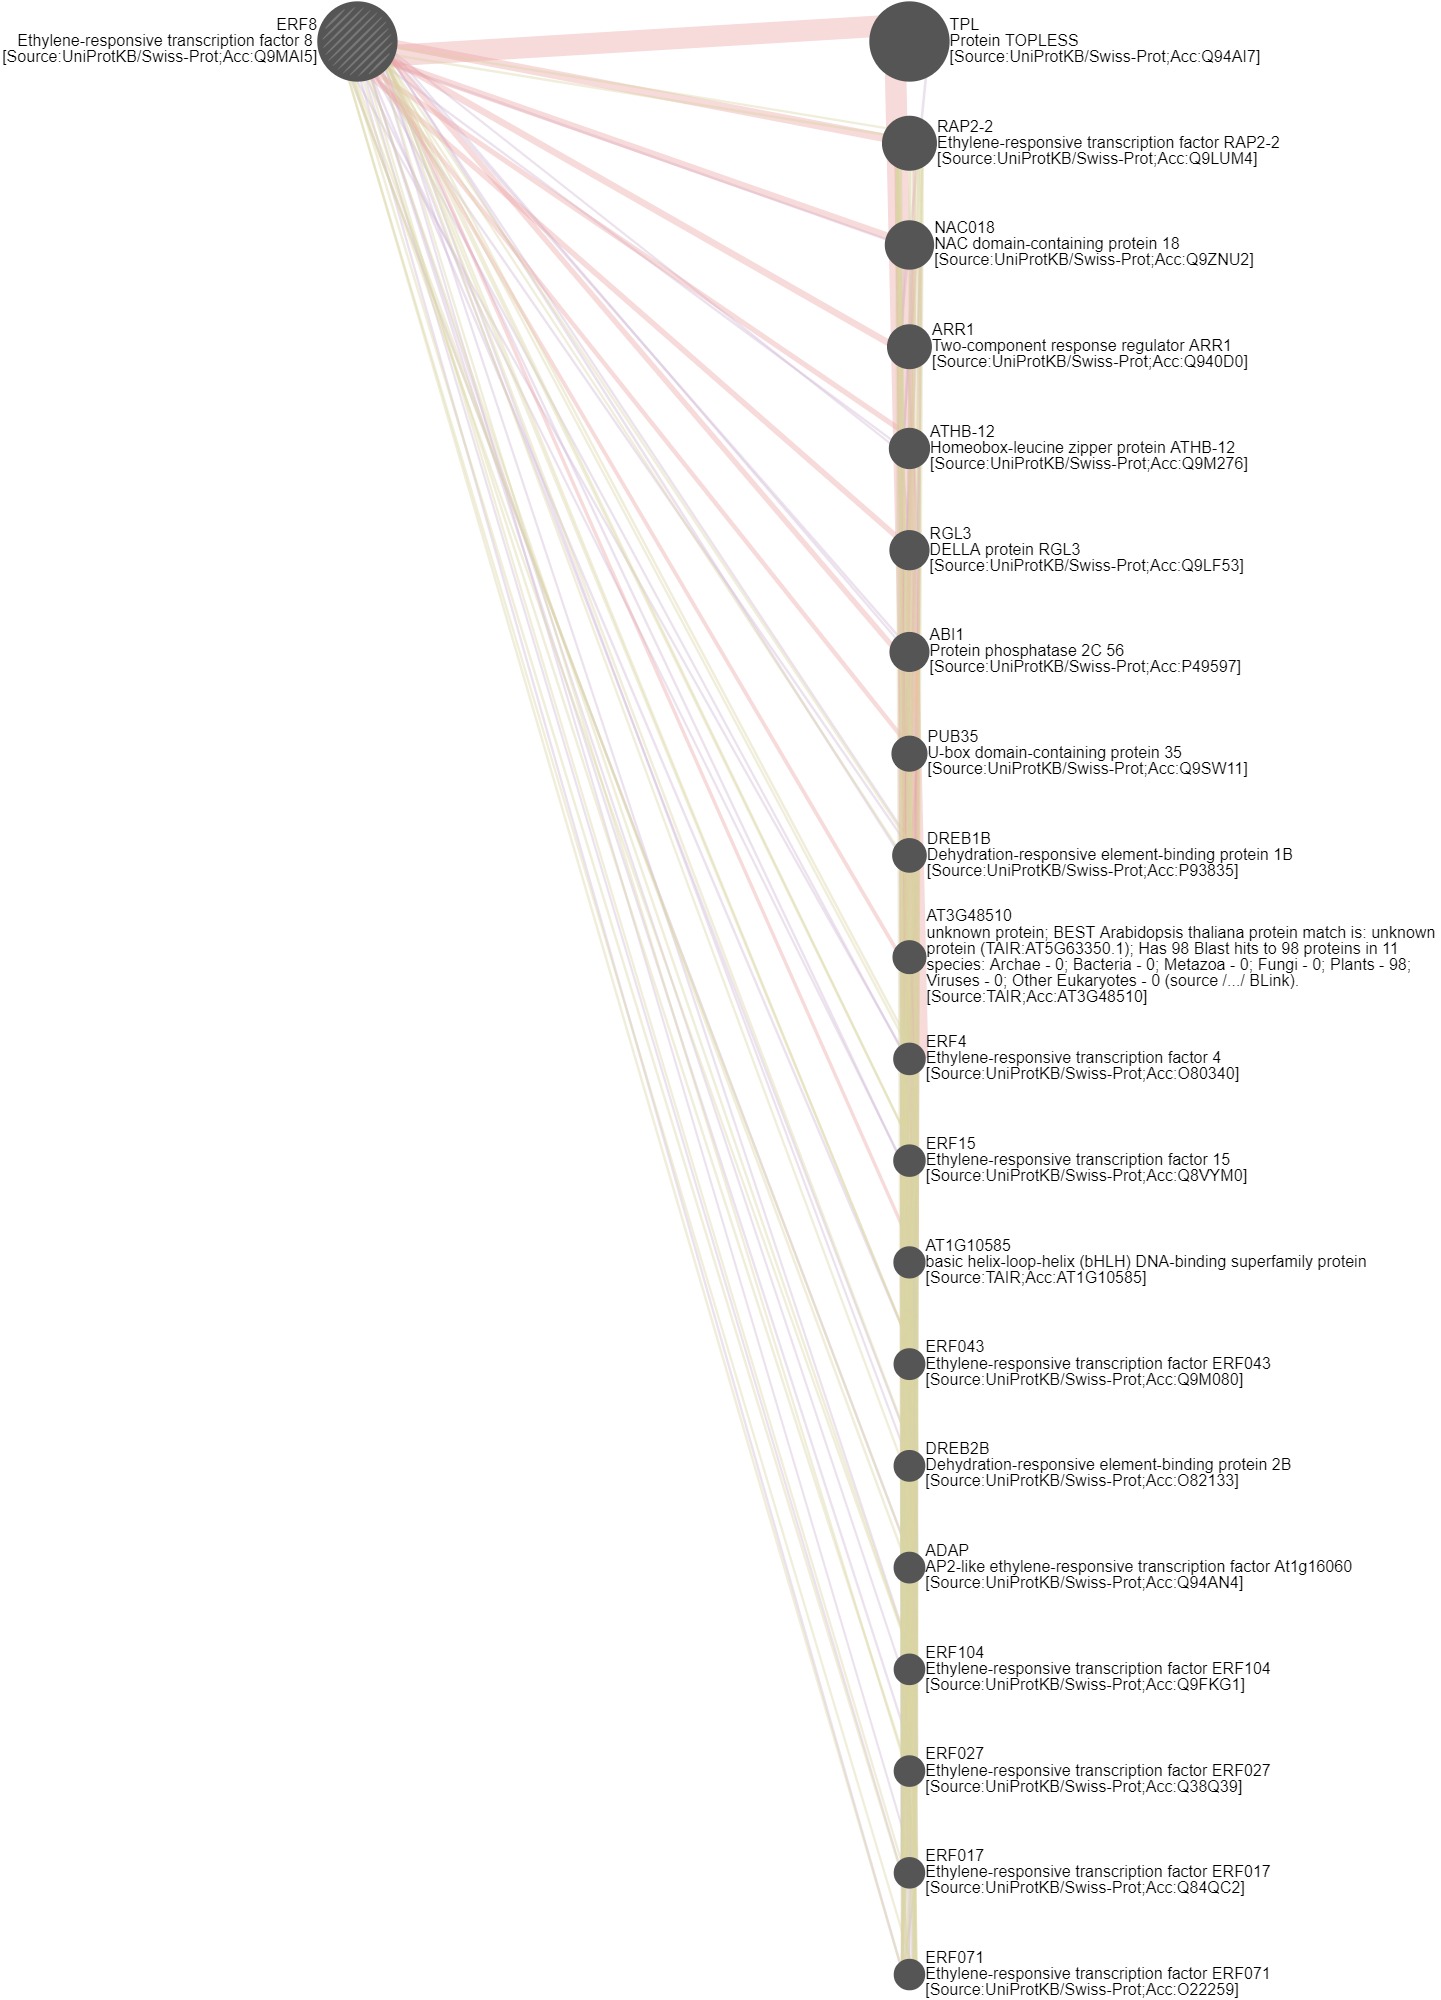 ERF8
Ethylene-responsive transcription factor 8
[Source:UniProtKB/Swiss-Prot;Acc:Q9MAI5]
TPL
Protein TOPLESS
[Source:UniProtKB/Swiss-Prot;Acc:Q94AI7]
RAP2-2
Ethylene-responsive transcription factor RAP2-2
[Source:UniProtKB/Swiss-Prot;Acc:Q9LUM4]
NAC018
NAC domain-containing protein 18
[Source:UniProtKB/Swiss-Prot;Acc:Q9ZNU2]
ARR1
Two-component response regulator ARR1
[Source:UniProtKB/Swiss-Prot;Acc:Q940D0]
ATHB-12
Homeobox-leucine zipper protein ATHB-12
[Source:UniProtKB/Swiss-Prot;Acc:Q9M276]
RGL3
DELLA protein RGL3
[Source:UniProtKB/Swiss-Prot;Acc:Q9LF53]
ABI1
Protein phosphatase 2C 56
[Source:UniProtKB/Swiss-Prot;Acc:P49597]
PUB35
U-box domain-containing protein 35
[Source:UniProtKB/Swiss-Prot;Acc:Q9SW11]
DREB1B
Dehydration-responsive element-binding protein 1B
[Source:UniProtKB/Swiss-Prot;Acc:P93835]
AT3G48510
unknown protein; BEST Arabidopsis thaliana protein match is: unknown
protein (TAIR:AT5G63350.1); Has 98 Blast hits to 98 proteins in 11
species: Archae - 0; Bacteria - 0; Metazoa - 0; Fungi - 0; Plants - 98;
Viruses - 0; Other Eukaryotes - 0 (source /.../ BLink).
[Source:TAIR;Acc:AT3G48510]
ERF4
Ethylene-responsive transcription factor 4
[Source:UniProtKB/Swiss-Prot;Acc:O80340]
ERF15
Ethylene-responsive transcription factor 15
[Source:UniProtKB/Swiss-Prot;Acc:Q8VYM0]
AT1G10585
basic helix-loop-helix (bHLH) DNA-binding superfamily protein
[Source:TAIR;Acc:AT1G10585]
ERF043
Ethylene-responsive transcription factor ERF043
[Source:UniProtKB/Swiss-Prot;Acc:Q9M080]
DREB2B
Dehydration-responsive element-binding protein 2B
[Source:UniProtKB/Swiss-Prot;Acc:O82133]
ADAP
AP2-like ethylene-responsive transcription factor At1g16060
[Source:UniProtKB/Swiss-Prot;Acc:Q94AN4]
ERF104
Ethylene-responsive transcription factor ERF104
[Source:UniProtKB/Swiss-Prot;Acc:Q9FKG1]
ERF027
Ethylene-responsive transcription factor ERF027
[Source:UniProtKB/Swiss-Prot;Acc:Q38Q39]
ERF017
Ethylene-responsive transcription factor ERF017
[Source:UniProtKB/Swiss-Prot;Acc:Q84QC2]
ERF071
Ethylene-responsive transcription factor ERF071
[Source:UniProtKB/Swiss-Prot;Acc:O22259]